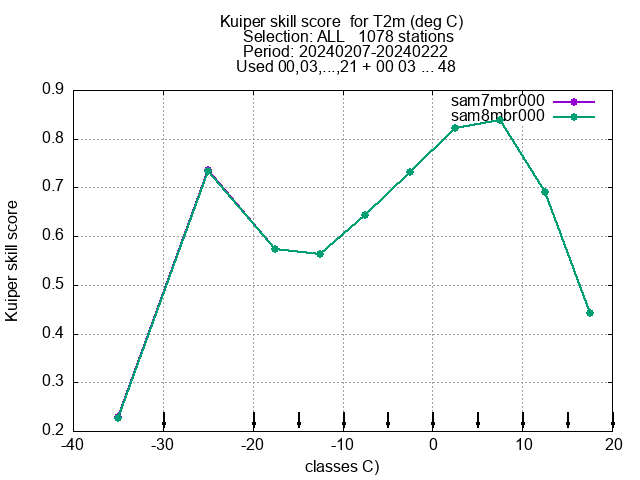 Kuiper skill score  for T2m (deg C)
Selection: ALL   1078 stations
Period: 20240207-20240222
Used 00,03,...,21 + 00 03 ... 48
sam7mbr000
sam8mbr000
0.9
0.8
0.7
0.6
0.5
0.4
0.3
0.2
Kuiper skill score
-40
-30
-20
-10
0
10
20
classes C)